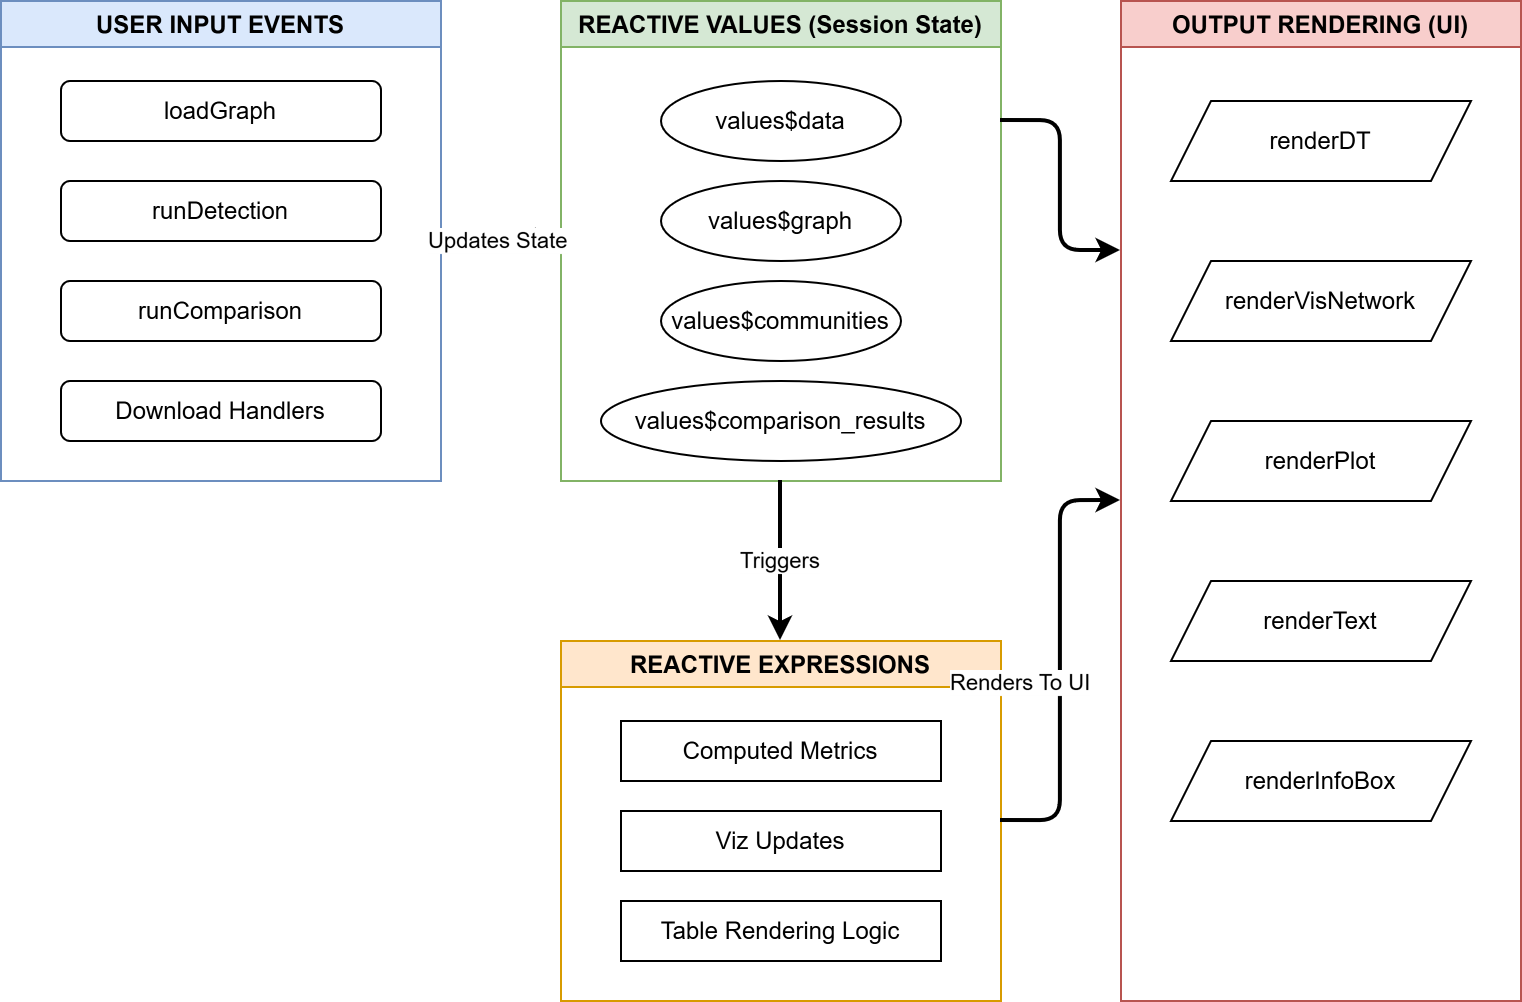 USER INPUT EVENTS
loadGraph
runDetection
runComparison
Download Handlers
Updates State
REACTIVE VALUES (Session State)
values$data
values$graph
values$communities
values$comparison_results
Triggers
REACTIVE EXPRESSIONS
Computed Metrics
Viz Updates
Table Rendering Logic
Renders To UI
OUTPUT RENDERING (UI)
renderDT
renderVisNetwork
renderPlot
renderText
renderInfoBox